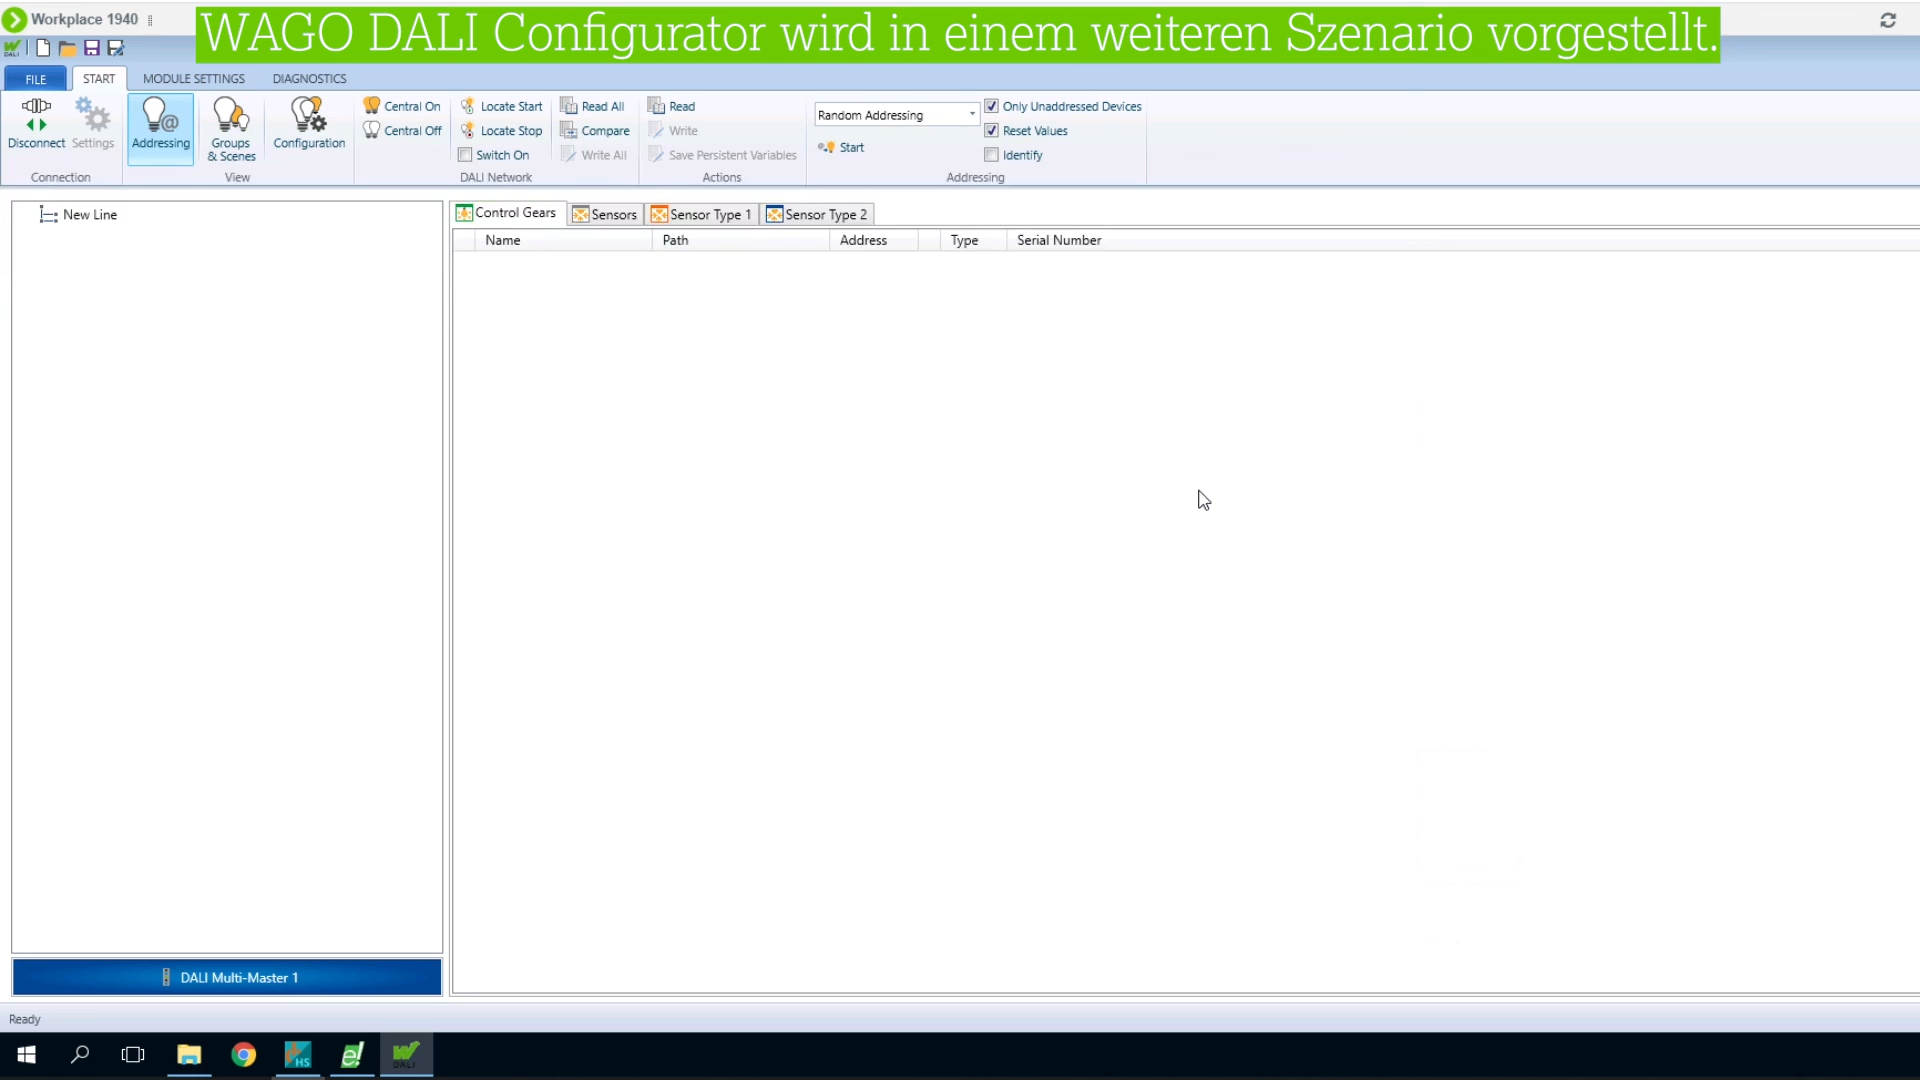 Workplace 1940
WAGO DALI Configurator wird in einem weiteren Szenario vorgestellt.
FILE START MODULE SETTINGS DIAGNOSTICS
Disconnect Settings
Connection
Addressing Groups & Scenes Configuration
View
Central On Locate Start Read All
Central Off Locate Stop Compare
Switch On Write All
DALI Network
Read
Write
Save Persistent Variables
Actions
Random Addressing Only Unaddressed Devices
Reset Values
Start Identify
Addressing
New Line
Control Gears Sensors Sensor Type 1 Sensor Type 2
Name Path Address Type Serial Number
DALI Multi-Master 1
Ready
HS
e!
DALI